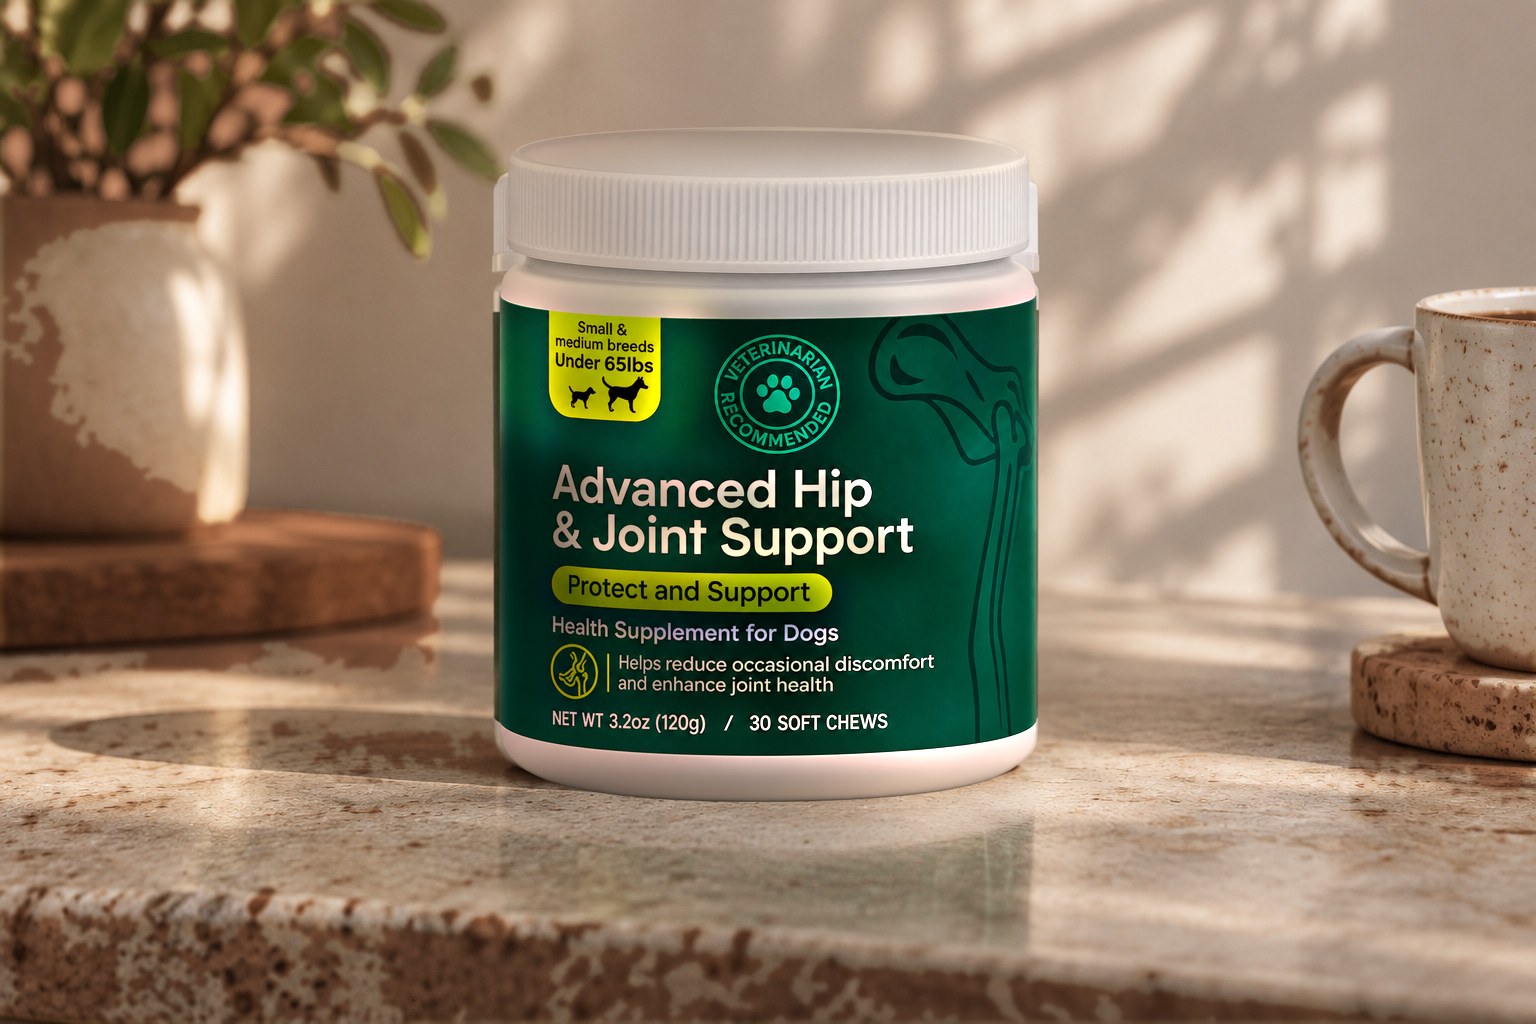 Small &
medium breeds
Under 65lbs
VETERINARIAN
RECOMMENDED
Advanced Hip
& Joint Support
Protect and Support
Health Supplement for Dogs
Helps reduce occasional discomfort
and enhance joint health
NET WT 3.2oz (120g) / 30 SOFT CHEWS